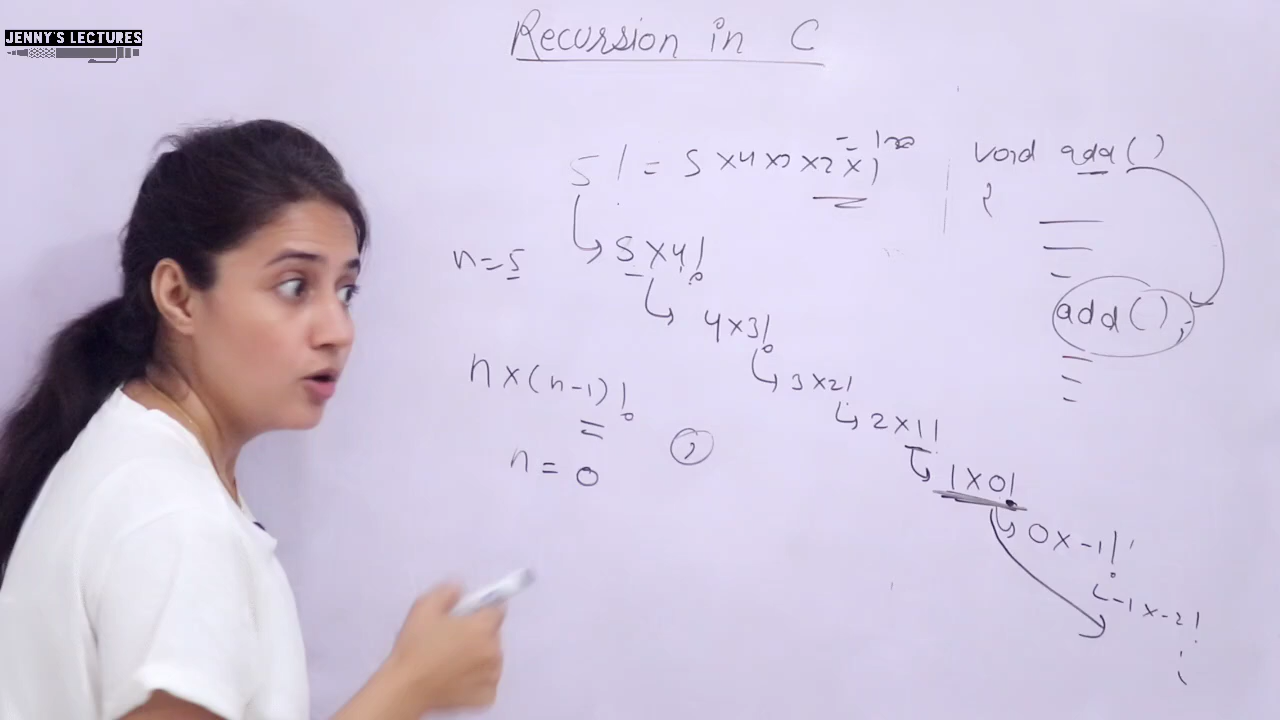 JENNY'S LECTURES
Recursion in C
= 120
5! = 5 x 4 x 3 x 2 x 1
n = 5
5 x 4!
4 x 3!
n x (n-1)!
3 x 2!
2 x 1!
n = 0
1 x 0!
0 x -1!
-1 x -2!
void add()
{
add();